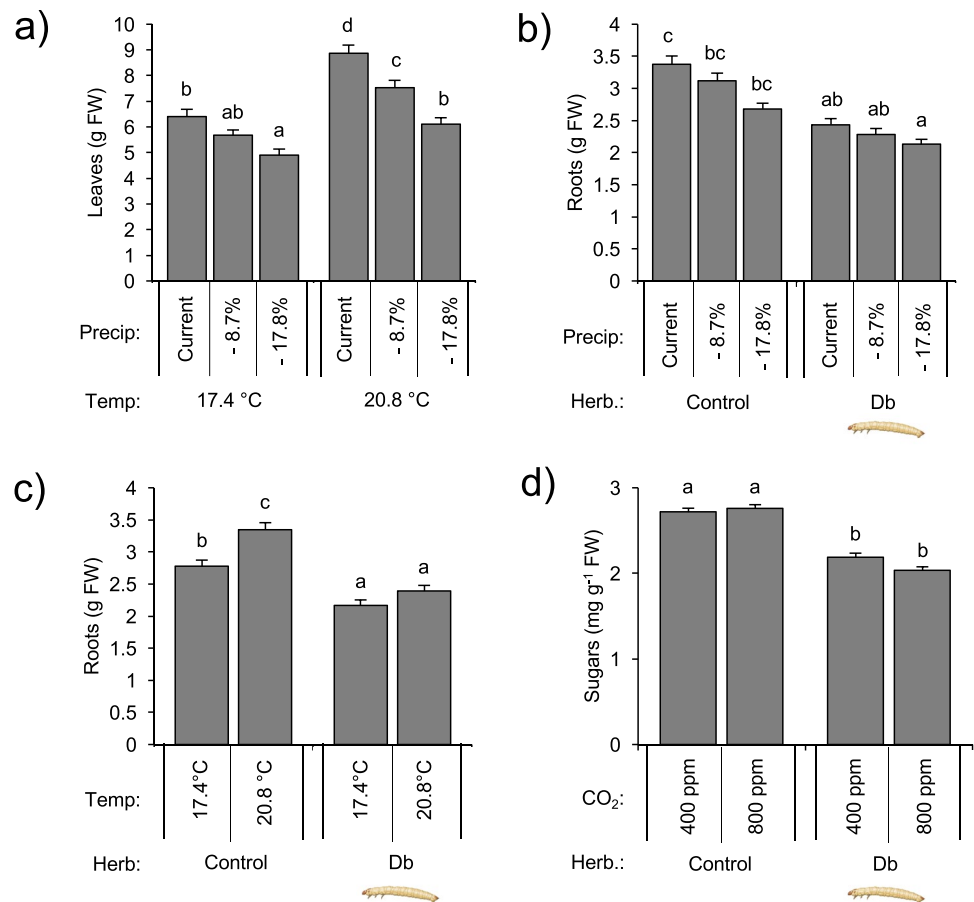 a)
10
9
8
7
6
5
4
3
2
1
0
Leaves (g FW)
b
ab
a
d
c
b
Precip:
Current
- 8.7%
- 17.8%
Current
- 8.7%
- 17.8%
Temp:
17.4 °C
20.8 °C
b)
4
3.5
3
2.5
2
1.5
1
0.5
0
Roots (g FW)
c
bc
bc
ab
ab
a
Precip:
Current
- 8.7%
- 17.8%
Current
- 8.7%
- 17.8%
Herb.:
Control
Db
c)
4
3.5
3
2.5
2
1.5
1
0.5
0
Roots (g FW)
b
c
a
a
Temp:
17.4°C
20.8 °C
17.4°C
20.8°C
Herb:
Control
Db
d)
3
2
1
0
Sugars (mg g⁻¹ FW)
a
a
b
b
CO₂:
400 ppm
800 ppm
400 ppm
800 ppm
Herb.:
Control
Db